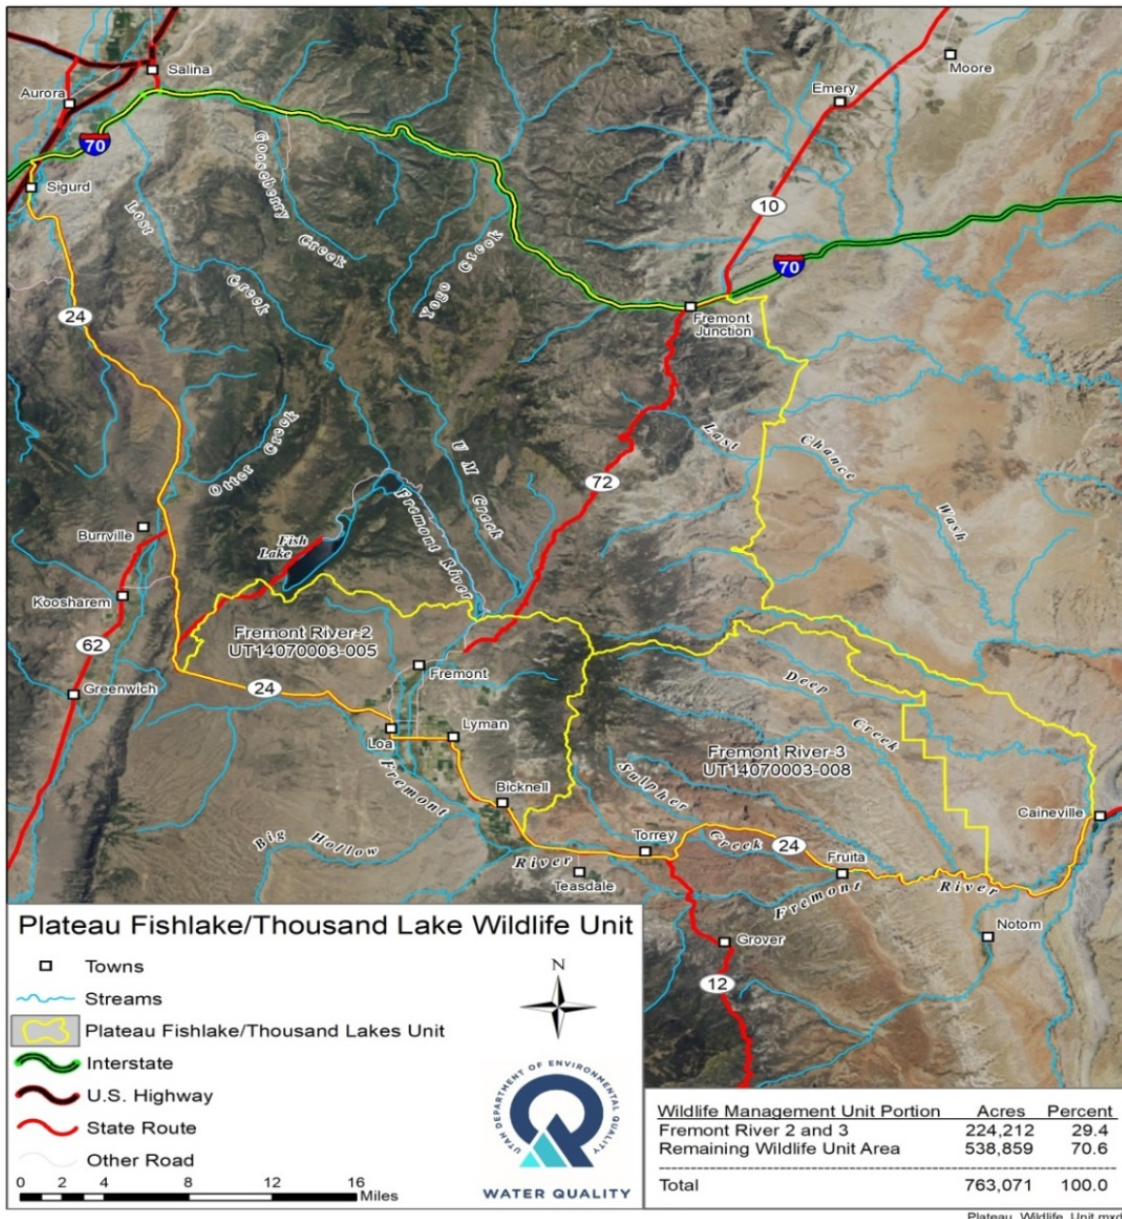 Salina
Moore
Aurora
Emery
70
Gooseberry
Creek
Sigurd
Lost
Creek
10
Yogo Creek
70
Fremont
Junction
24
Last
Chance
Wash
Otter Creek
U M Creek
72
Burrville
Fish
Lake
Fremont River
Koosharem
Fremont River-2
UT14070003-005
62
Fremont
Greenwich
24
Deep
Creek
Loa
Lyman
Fremont River-3
UT14070003-008
Fremont
Bicknell
Sulpher
Creek
Caineville
Big
Hollow
River
Torrey
24
Fruita
Teasdale
Fremont
River
Grover
Notom
12
Plateau Fishlake/Thousand Lake Wildlife Unit
Towns
Streams
Plateau Fishlake/Thousand Lakes Unit
Interstate
U.S. Highway
State Route
Other Road
0 2 4 8 12 16
Miles
N
UTAH DEPARTMENT OF ENVIRONMENTAL QUALITY
WATER QUALITY
Wildlife Management Unit Portion Acres Percent
Fremont River 2 and 3 224,212 29.4
Remaining Wildlife Unit Area 538,859 70.6
Total 763,071 100.0
Plateau_Wildlife_Unit.mxd